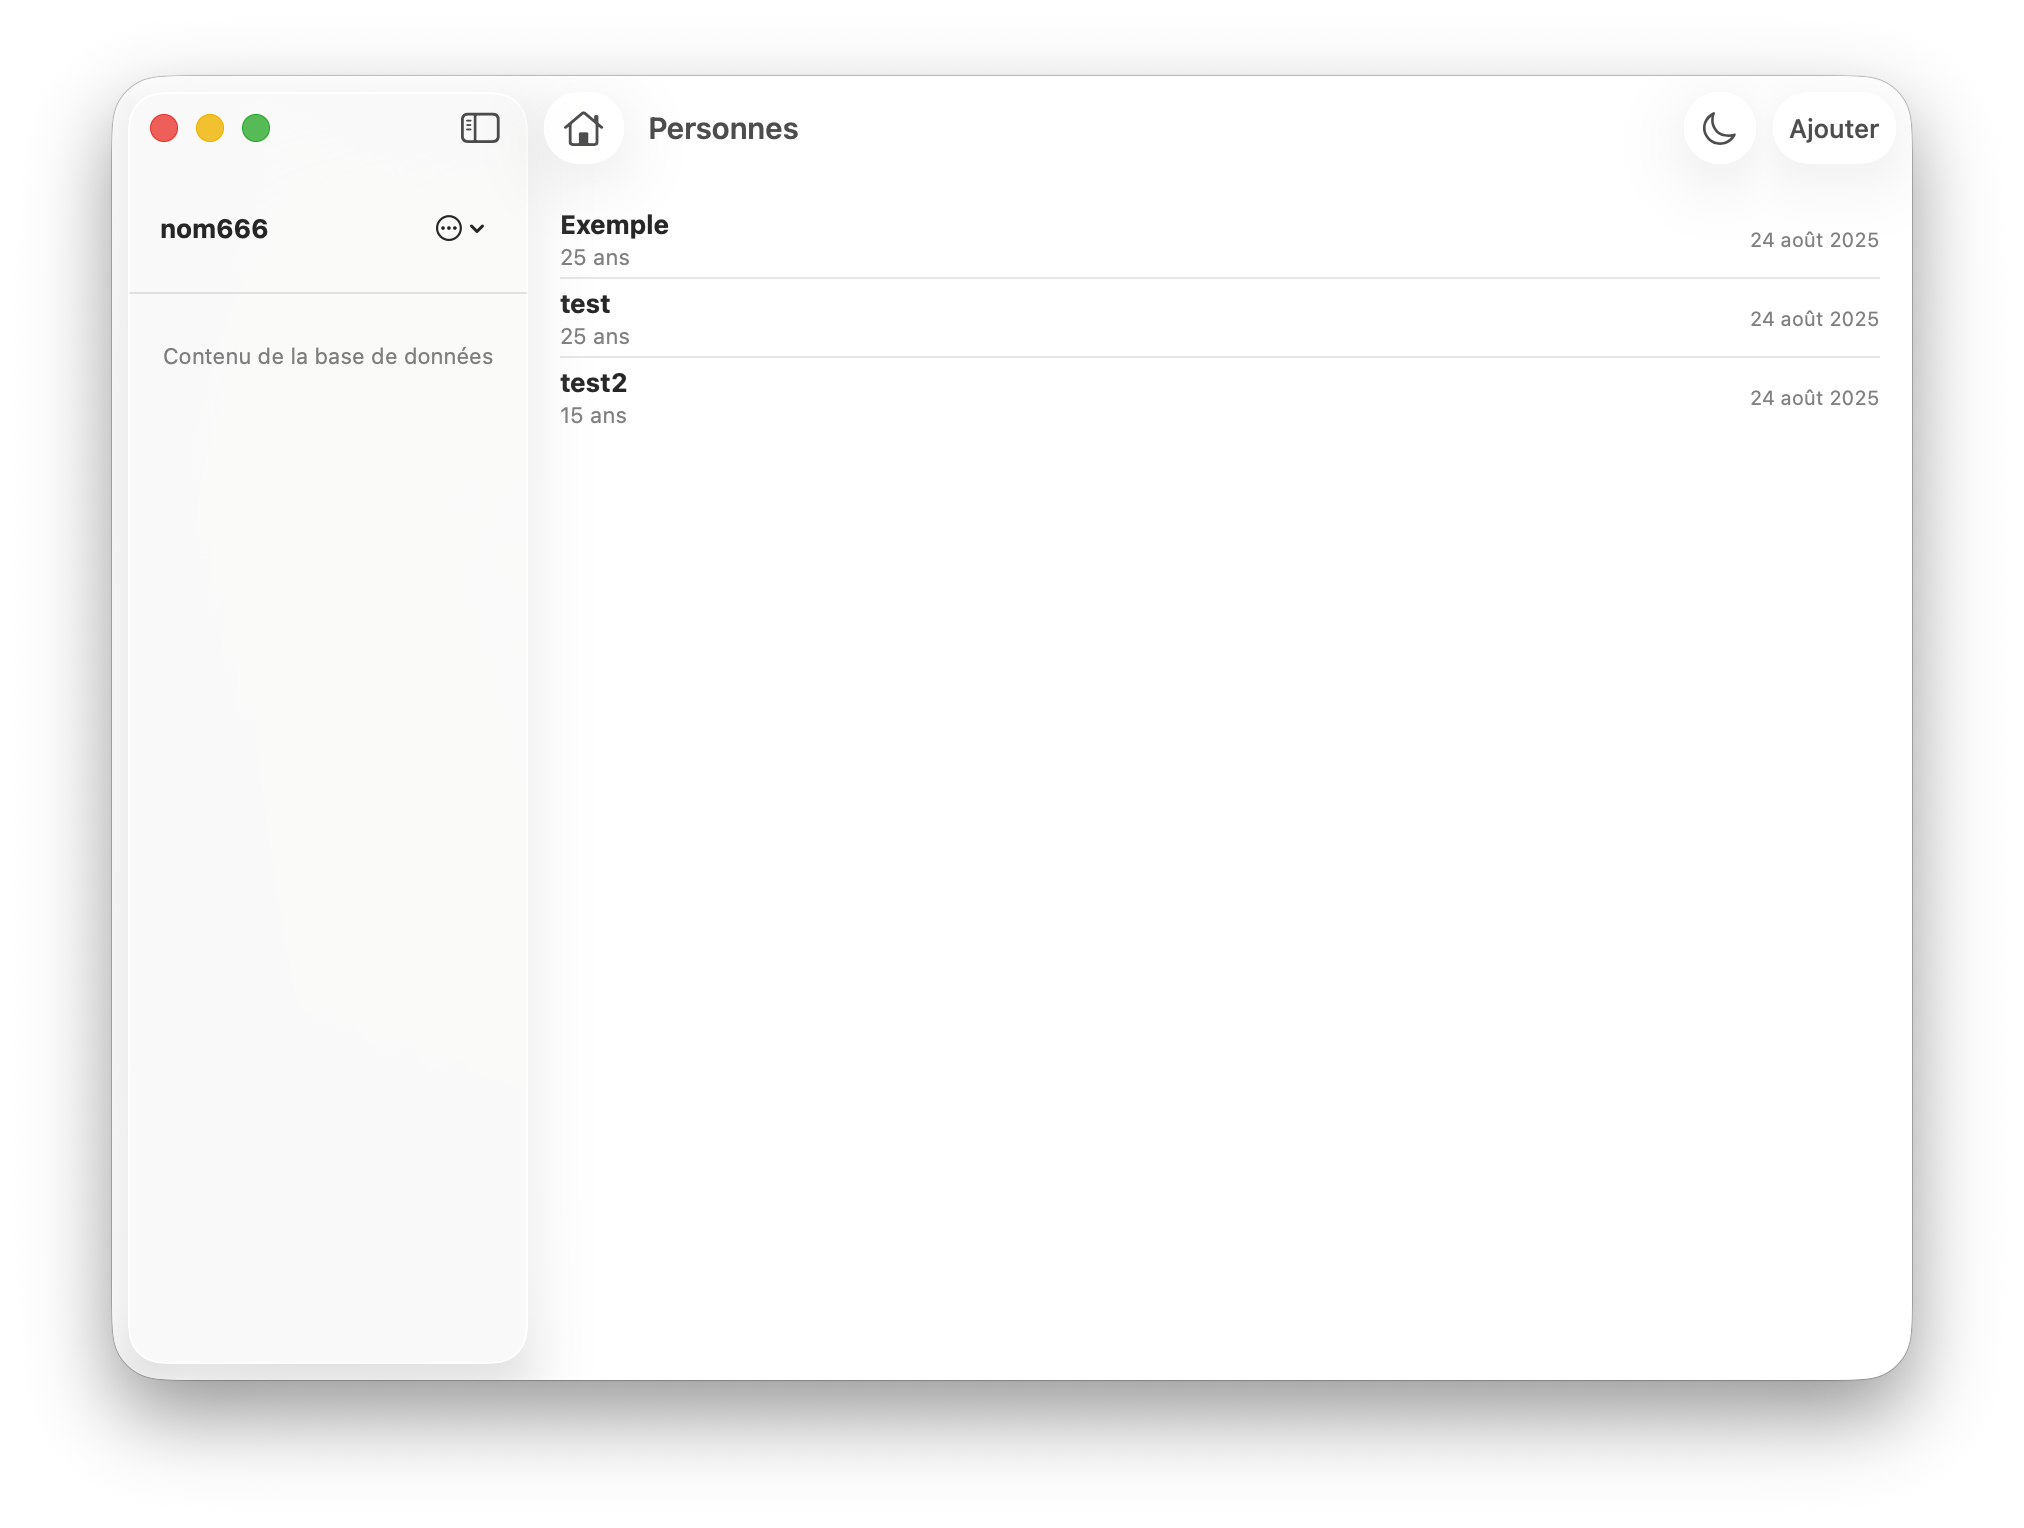 Personnes
Ajouter
nom666
Contenu de la base de données
Exemple
25 ans
24 août 2025
test
25 ans
24 août 2025
test2
15 ans
24 août 2025